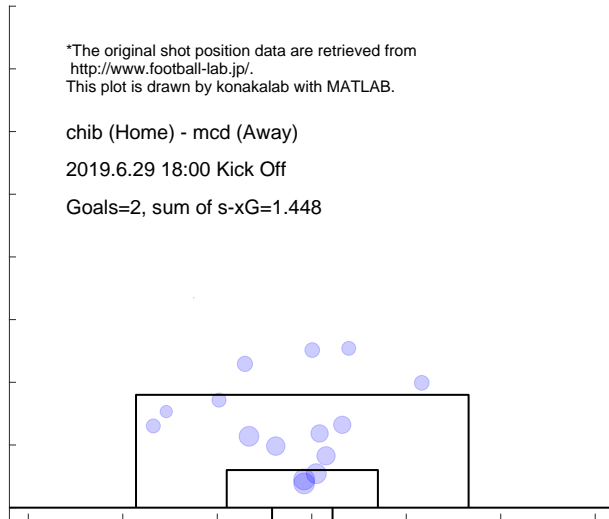 *The original shot position data are retrieved from
http://www.football-lab.jp/.
This plot is drawn by konakalab with MATLAB.
chib (Home) - mcd (Away)
2019.6.29 18:00 Kick Off
Goals=2, sum of s-xG=1.448